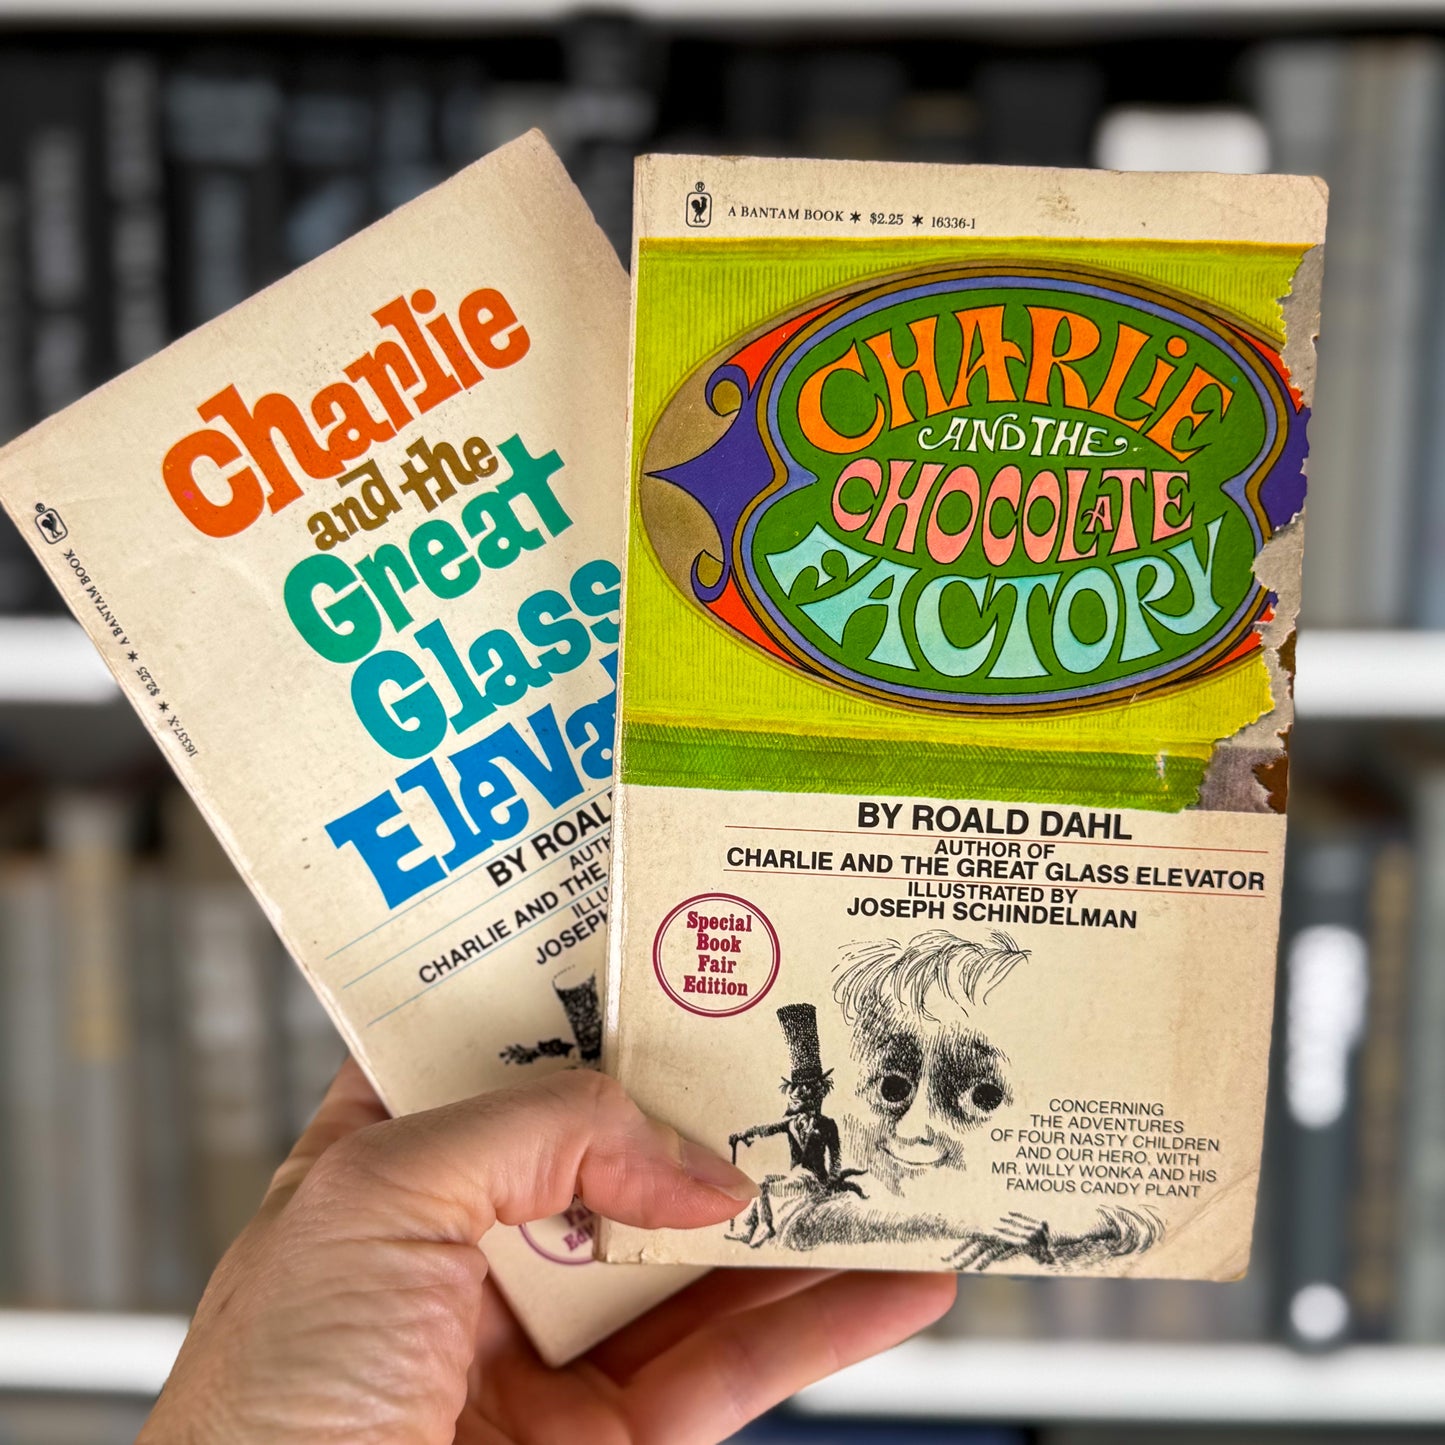 Charlie
and the
Great
Glass
BY
CHARLIE AND THE
A BANTAM BOOK ✶ $2.25 ✶ 16337-X
A BANTAM BOOK ✶ $2.25 ✶ 16336-1
CHARLIE
AND THE
CHOCOLATE
FACTORY
BY ROALD DAHL
AUTHOR OF
CHARLIE AND THE GREAT GLASS ELEVATOR
ILLUSTRATED BY
JOSEPH SCHINDELMAN
Special
Book
Fair
Edition
CONCERNING
THE ADVENTURES
OF FOUR NASTY CHILDREN
AND OUR HERO, WITH
MR. WILLY WONKA AND HIS
FAMOUS CANDY PLANT